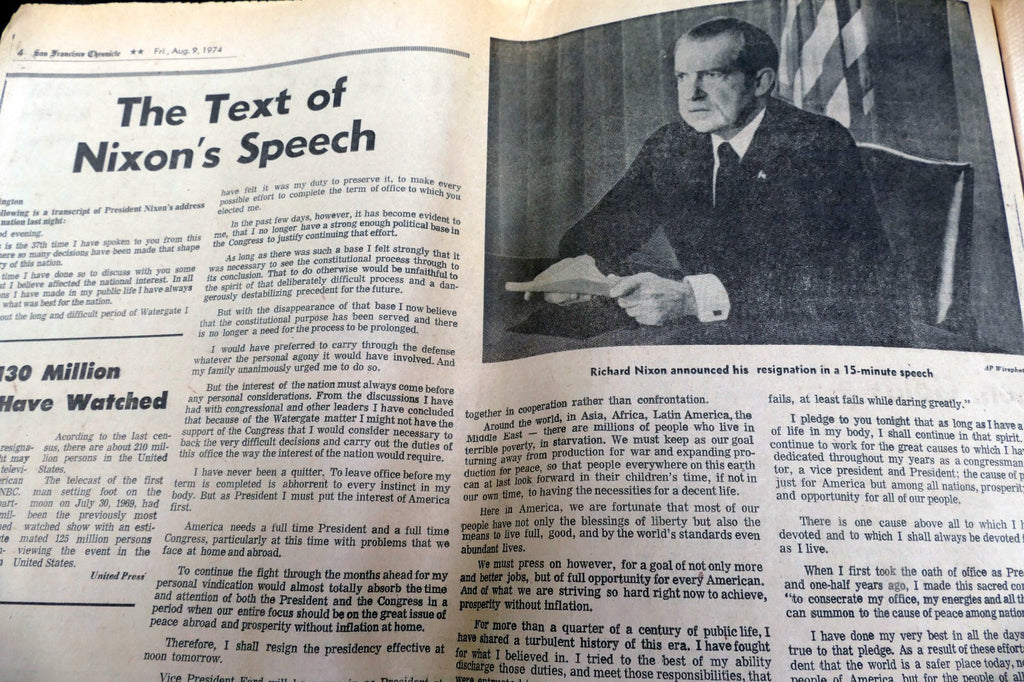 4 San Francisco Chronicle ★★ Fri., Aug. 9, 1974
The Text of
Nixon's Speech
ington
llowing is a transcript of President Nixon's address
nation last night:
d evening.
is the 37th time I have spoken to you from this
ere so many decisions have been made that shape
ry of this nation.
time I have done so to discuss with you some
t I believe affected the national interest. In all
ns I have made in my public life I have always
what was best for the nation.
out the long and difficult period of Watergate I
130 Million
Have Watched
resigna-
ht may
televi-
rican
NBC.
part-
mil-
ed
te
n-
Acording to the last cen-
sus, there are about 210 mil-
lion persons in the United
States.
The telecast of the first
man setting foot on the
moon on July 30, 1969, had
been the previously most
watched show with an esti-
mated 125 million persons
viewing the event in the
United States.
United Press
have felt it was my duty to preserve it, to make every
possible effort to complete the term of office to which you
elected me.
In the past few days, however, it has become evident to
me, that I no longer have a strong enough political base in
the Congress to justify continuing that effort.
As long as there was such a base I felt strongly that it
was necessary to see the constitutional process through to
its conclusion. That to do otherwise would be unfaithful to
the spirit of that deliberately difficult process and a dan-
gerously destabilizing precedent for the future.
But with the disappearance of that base I now believe
that the constitutional purpose has been served and there
is no longer a need for the process to be prolonged.
I would have preferred to carry through the defense
whatever the personal agony it would have involved. And
my family unanimously urged me to do so.
But the interest of the nation must always come before
any personal considerations. From the discussions I have
had with congressional and other leaders I have concluded
that because of the Watergate matter I might not have the
support of the Congress that I would consider necessary to
back the very difficult decisions and carry out the duties of
this office the way the interest of the nation would require.
I have never been a quitter. To leave office before my
term is completed is abhorrent to every instinct in my
body. But as President I must put the interest of America
first.
America needs a full time President and a full time
Congress, particularly at this time with problems that we
face at home and abroad.
To continue the fight through the months ahead for my
personal vindication would almost totally absorb the time
and attention of both the President and the Congress in a
period when our entire focus should be on the great issue of
peace abroad and prosperity without inflation at home.
Therefore, I shall resign the presidency effective at
noon tomorrow.
Vice President Ford will be President at
Richard Nixon announced his resignation in a 15-minute speech
AP Wirephot
together in cooperation rather than confrontation.
Around the world, in Asia, Africa, Latin America, the
Middle East — there are millions of people who live in
terrible poverty, in starvation. We must keep as our goal
turning away from production for war and expanding pro-
duction for peace, so that people everywhere on this earth
can at last look forward in their children's time, if not in
our own time, to having the necessities for a decent life.
Here in America, we are fortunate that most of our
people have not only the blessings of liberty but also the
means to live full, good, and by the world's standards even
abundant lives.
We must press on however, for a goal of not only more
and better jobs, but of full opportunity for every American.
And of what we are striving so hard right now to achieve,
prosperity without inflation.
For more than a quarter of a century of public life, I
have shared a turbulent history of this era. I have fought
for what I believed in. I tried to the best of my ability
discharge those duties, and meet those responsibilities, that
were entrusted
fails, at least fails while daring greatly."
I pledge to you tonight that as long as I have a
of life in my body, I shall continue in that spirit.
continue to work for the great causes to which I ha
dedicated throughout my years as a congressman
tor, a vice president and President; the cause of p
just for America but among all nations, prosperit
and opportunity for all of our people.
There is one cause above all to which I h
devoted and to which I shall always be devoted f
as I live.
When I first took the oath of office as Pre
and one-half years ago, I made this sacred co
"to consecrate my office, my energies and all th
can summon to the cause of peace among natio
I have done my very best in all the days
true to that pledge. As a result of these effort
dent that the world is a safer place today, n
people of America, but for the people of all